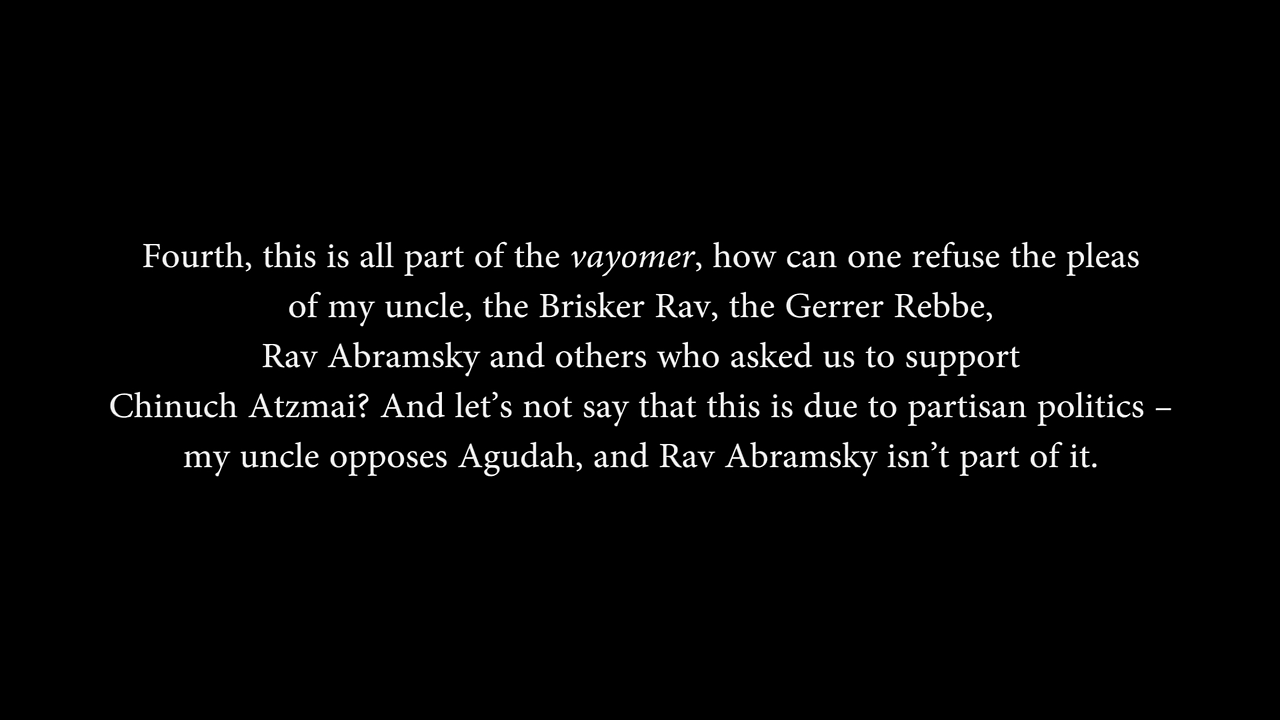 Fourth, this is all part of the vayomer, how can one refuse the pleas
of my uncle, the Brisker Rav, the Gerrer Rebbe,
Rav Abramsky and others who asked us to support
Chinuch Atzmai? And let’s not say that this is due to partisan politics –
my uncle opposes Agudah, and Rav Abramsky isn’t part of it.